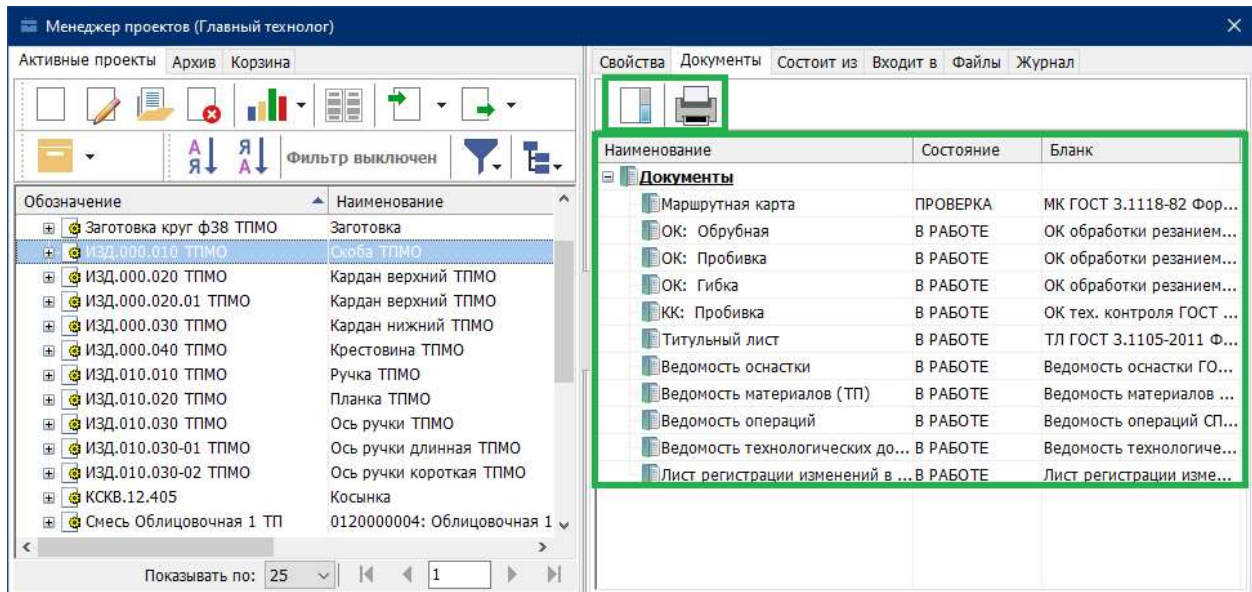 Менеджер проектов (Главный технолог)
Активные проекты Архив Корзина
Фильтр выключен
Обозначение Наименование
Заготовка круг ф38 ТПМО Заготовка
ИЗД.000.010 ТПМО Скоба ТПМО
ИЗД.000.020 ТПМО Кардан верхний ТПМО
ИЗД.000.020.01 ТПМО Кардан верхний ТПМО
ИЗД.000.030 ТПМО Кардан нижний ТПМО
ИЗД.000.040 ТПМО Крестовина ТПМО
ИЗД.010.010 ТПМО Ручка ТПМО
ИЗД.010.020 ТПМО Планка ТПМО
ИЗД.010.030 ТПМО Ось ручки ТПМО
ИЗД.010.030-01 ТПМО Ось ручки длинная ТПМО
ИЗД.010.030-02 ТПМО Ось ручки короткая ТПМО
КСКВ.12.405 Косынка
Смесь Облицовочная 1 ТП 0120000004: Облицовочная 1
Показывать по: 25 1
Свойства Документы Состоит из Входит в Файлы Журнал
Наименование Состояние Бланк
Документы
Маршрутная карта ПРОВЕРКА МК ГОСТ 3.1118-82 Фор...
ОК: Обрубная В РАБОТЕ ОК обработки резанием...
ОК: Пробивка В РАБОТЕ ОК обработки резанием...
ОК: Гибка В РАБОТЕ ОК обработки резанием...
КК: Пробивка В РАБОТЕ ОК тех. контроля ГОСТ ...
Титульный лист В РАБОТЕ ТЛ ГОСТ 3.1105-2011 Ф...
Ведомость оснастки В РАБОТЕ Ведомость оснастки ГО...
Ведомость материалов (ТП) В РАБОТЕ Ведомость материалов ...
Ведомость операций В РАБОТЕ Ведомость операций СП...
Ведомость технологических до... В РАБОТЕ Ведомость технологиче...
Лист регистрации изменений в ... В РАБОТЕ Лист регистрации изме...